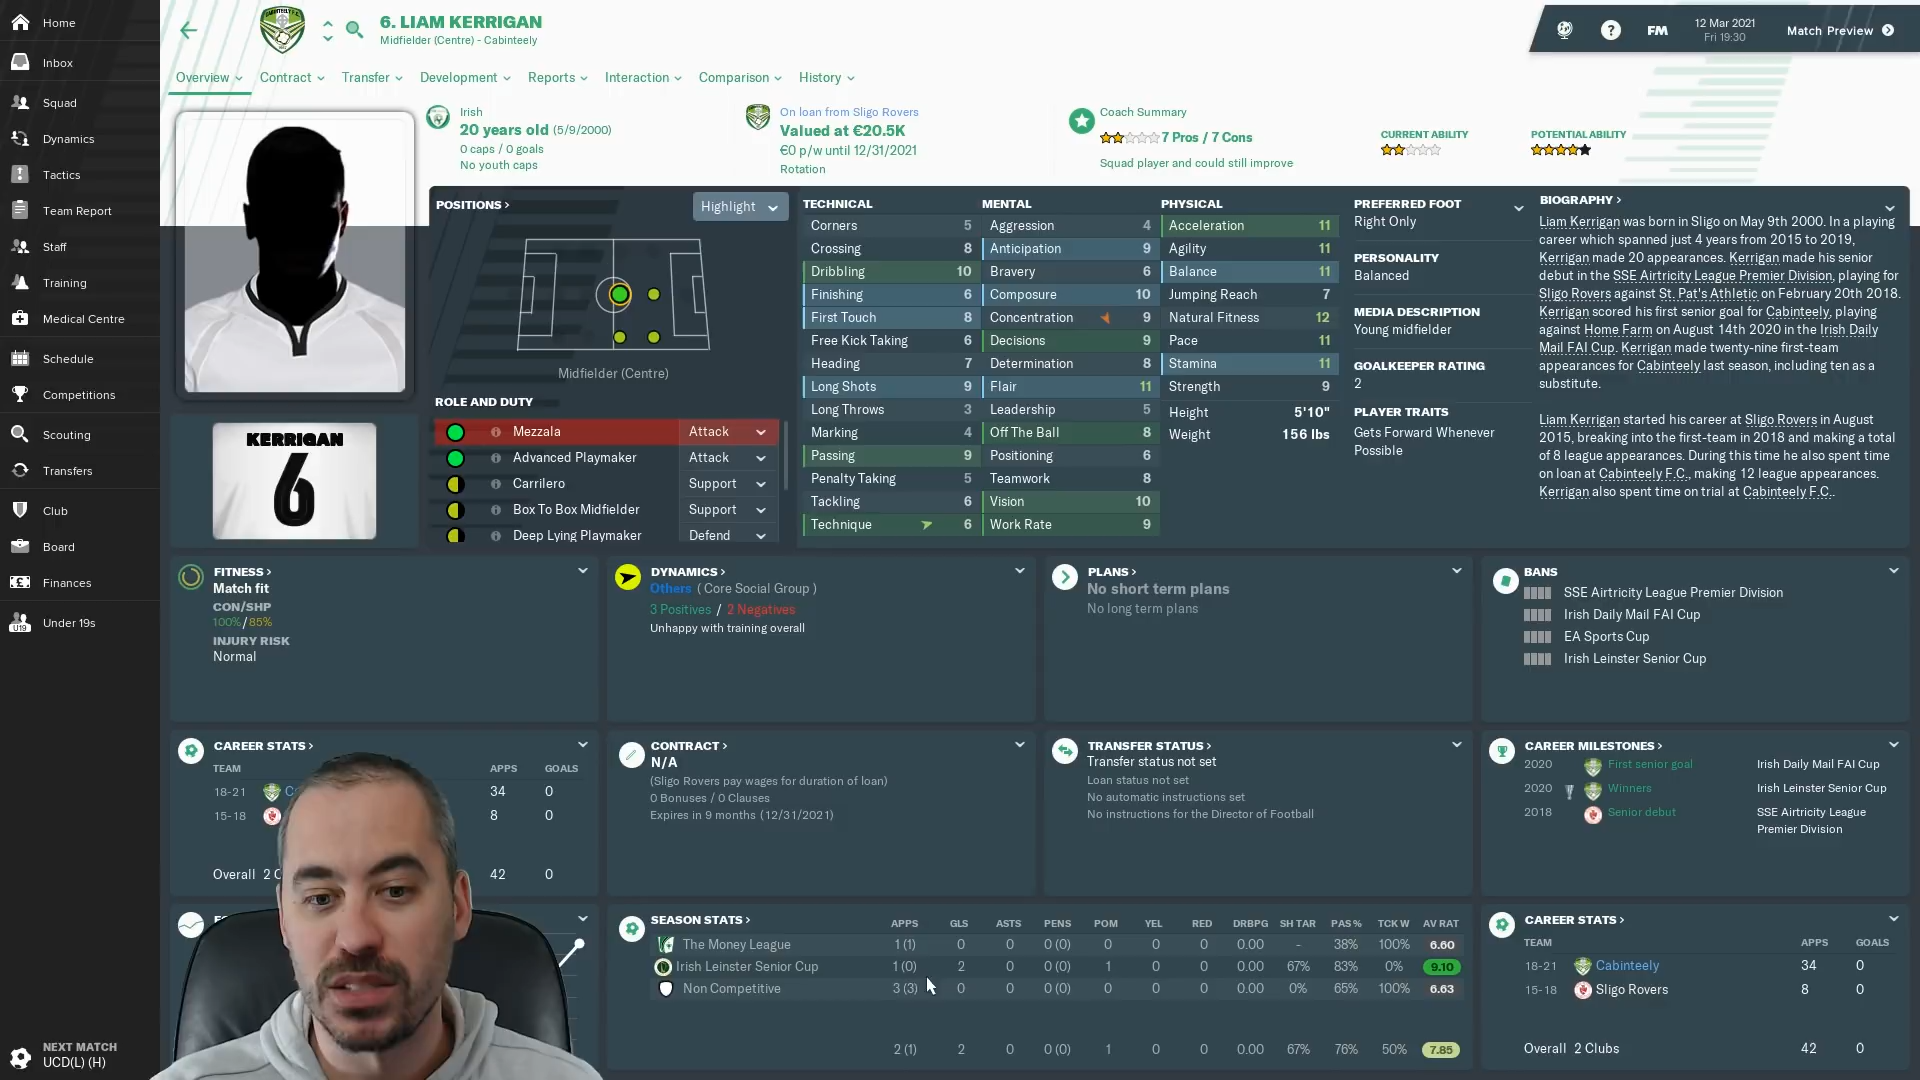 Home
Inbox
Squad
Dynamics
Tactics
Team Report
Staff
Training
Medical Centre
Schedule
Competitions
Scouting
Transfers
Club
Board
Finances
U19
Under 19s
NEXT MATCH
UCD(L) (H)
6. LIAM KERRIGAN
Midfielder (Centre) - Cabinteely
?
FM
12 Mar 2021
Fri 19:30
Match Preview
Overview
Contract
Transfer
Development
Reports
Interaction
Comparison
History
Irish
20 years old (5/9/2000)
0 caps / 0 goals
No youth caps
On loan from Sligo Rovers
Valued at €20.5K
€0 p/w until 12/31/2021
Rotation
Coach Summary
7 Pros / 7 Cons
Squad player and could still improve
CURRENT ABILITY
POTENTIAL ABILITY
KERRIGAN
6
POSITIONS >
Highlight
Midfielder (Centre)
ROLE AND DUTY
Mezzala Attack
Advanced Playmaker Attack
Carrilero Support
Box To Box Midfielder Support
Deep Lying Playmaker Defend
TECHNICAL
Corners 5
Crossing 8
Dribbling 10
Finishing 6
First Touch 8
Free Kick Taking 6
Heading 7
Long Shots 9
Long Throws 3
Marking 4
Passing 9
Penalty Taking 5
Tackling 6
Technique 6
MENTAL
Aggression 4
Anticipation 9
Bravery 6
Composure 10
Concentration 9
Decisions 9
Determination 8
Flair 11
Leadership 5
Off The Ball 8
Positioning 6
Teamwork 8
Vision 10
Work Rate 9
PHYSICAL
Acceleration 11
Agility 11
Balance 11
Jumping Reach 7
Natural Fitness 12
Pace 11
Stamina 11
Strength 9
Height 5'10"
Weight 156 lbs
PREFERRED FOOT
Right Only
PERSONALITY
Balanced
MEDIA DESCRIPTION
Young midfielder
GOALKEEPER RATING
2
PLAYER TRAITS
Gets Forward Whenever
Possible
BIOGRAPHY >
Liam Kerrigan was born in Sligo on May 9th 2000. In a playing
career which spanned just 4 years from 2015 to 2019,
Kerrigan made 20 appearances. Kerrigan made his senior
debut in the SSE Airtricity League Premier Division, playing for
Sligo Rovers against St. Pat's Athletic on February 20th 2018.
Kerrigan scored his first senior goal for Cabinteely, playing
against Home Farm on August 14th 2020 in the Irish Daily
Mail FAI Cup. Kerrigan made twenty-nine first-team
appearances for Cabinteely last season, including ten as a
substitute.
Liam Kerrigan started his career at Sligo Rovers in August
2015, breaking into the first-team in 2018 and making a total
of 8 league appearances. During this time he also spent time
on loan at Cabinteely F.C., making 12 league appearances.
Kerrigan also spent time on trial at Cabinteely F.C..
FITNESS >
Match fit
CON/SHP
100%/85%
INJURY RISK
Normal
DYNAMICS >
Others ( Core Social Group )
3 Positives / 2 Negatives
Unhappy with training overall
PLANS >
No short term plans
No long term plans
BANS
SSE Airtricity League Premier Division
Irish Daily Mail FAI Cup
EA Sports Cup
Irish Leinster Senior Cup
CAREER STATS >
TEAM APPS GOALS
18-21 34 0
15-18 8 0
Overall 42 0
CONTRACT >
N/A
(Sligo Rovers pay wages for duration of loan)
0 Bonuses / 0 Clauses
Expires in 9 months (12/31/2021)
TRANSFER STATUS >
Transfer status not set
Loan status not set
No automatic instructions set
No instructions for the Director of Football
CAREER MILESTONES >
2020 First senior goal Irish Daily Mail FAI Cup
2020 Winners Irish Leinster Senior Cup
2018 Senior debut SSE Airtricity League
Premier Division
SEASON STATS > APPS GLS ASTS PENS POM YEL RED DRBPG SH TAR PAS % TCK W AV RAT
The Money League 1 (1) 0 0 0 (0) 0 0 0 0.00 - 38% 100% 6.60
Irish Leinster Senior Cup 1 (0) 2 0 0 (0) 1 0 0 0.00 67% 83% 0% 9.10
Non Competitive 3 (3) 0 0 0 (0) 0 0 0 0.00 0% 65% 100% 6.63
2 (1) 2 0 0 (0) 1 0 0 0.00 67% 76% 50% 7.85
CAREER STATS >
TEAM APPS GOALS
18-21 Cabinteely 34 0
15-18 Sligo Rovers 8 0
Overall 2 Clubs 42 0